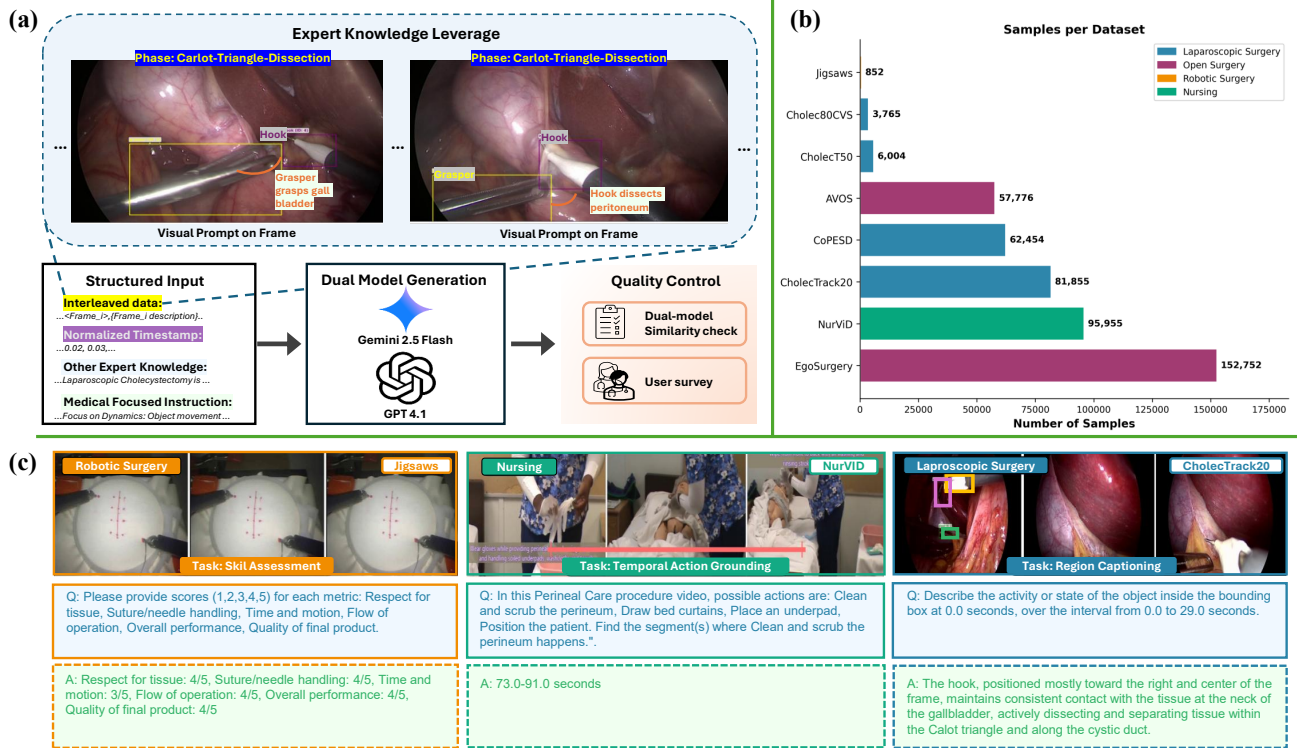 (a)
Expert Knowledge Leverage
Phase: Carlot-Triangle-Dissection
Phase: Carlot-Triangle-Dissection
...
...
...
Hook
Grasper
grasps gall
bladder
Hook
Grasper
Hook dissects
peritoneum
Visual Prompt on Frame
Visual Prompt on Frame
Structured Input
Interleaved data:
...<Frame_i>,{Frame_i description}..
Normalized Timestamp:
...0.02, 0.03,...
Other Expert Knowledge:
...Laparoscopic Cholecystectomy is ...
Medical Focused Instruction:
...Focus on Dynamics: Object movement ...
Dual Model Generation
Gemini 2.5 Flash
GPT 4.1
Quality Control
Dual-model
Similarity check
User survey
(b)
Samples per Dataset
Laparoscopic Surgery
Open Surgery
Robotic Surgery
Nursing
Jigsaws
852
Cholec80CVS
3,765
CholecT50
6,004
AVOS
57,776
CoPESD
62,454
CholecTrack20
81,855
NurViD
95,955
EgoSurgery
152,752
0
25000
50000
75000
100000
125000
150000
175000
Number of Samples
(c)
Robotic Surgery
Jigsaws
Task: Skil Assessment
Q: Please provide scores (1,2,3,4,5) for each metric: Respect for
tissue, Suture/needle handling, Time and motion, Flow of
operation, Overall performance, Quality of final product.
A: Respect for tissue: 4/5, Suture/needle handling: 4/5, Time and
motion: 3/5, Flow of operation: 4/5, Overall performance: 4/5,
Quality of final product: 4/5
Nursing
NurVID
Task: Temporal Action Grounding
Q: In this Perineal Care procedure video, possible actions are: Clean
and scrub the perineum, Draw bed curtains, Place an underpad,
Position the patient. Find the segment(s) where Clean and scrub the
perineum happens.".
A: 73.0-91.0 seconds
Laproscopic Surgery
CholecTrack20
Task: Region Captioning
Q: Describe the activity or state of the object inside the bounding
box at 0.0 seconds, over the interval from 0.0 to 29.0 seconds.
A: The hook, positioned mostly toward the right and center of the
frame, maintains consistent contact with the tissue at the neck of
the gallbladder, actively dissecting and separating tissue within
the Calot triangle and along the cystic duct.